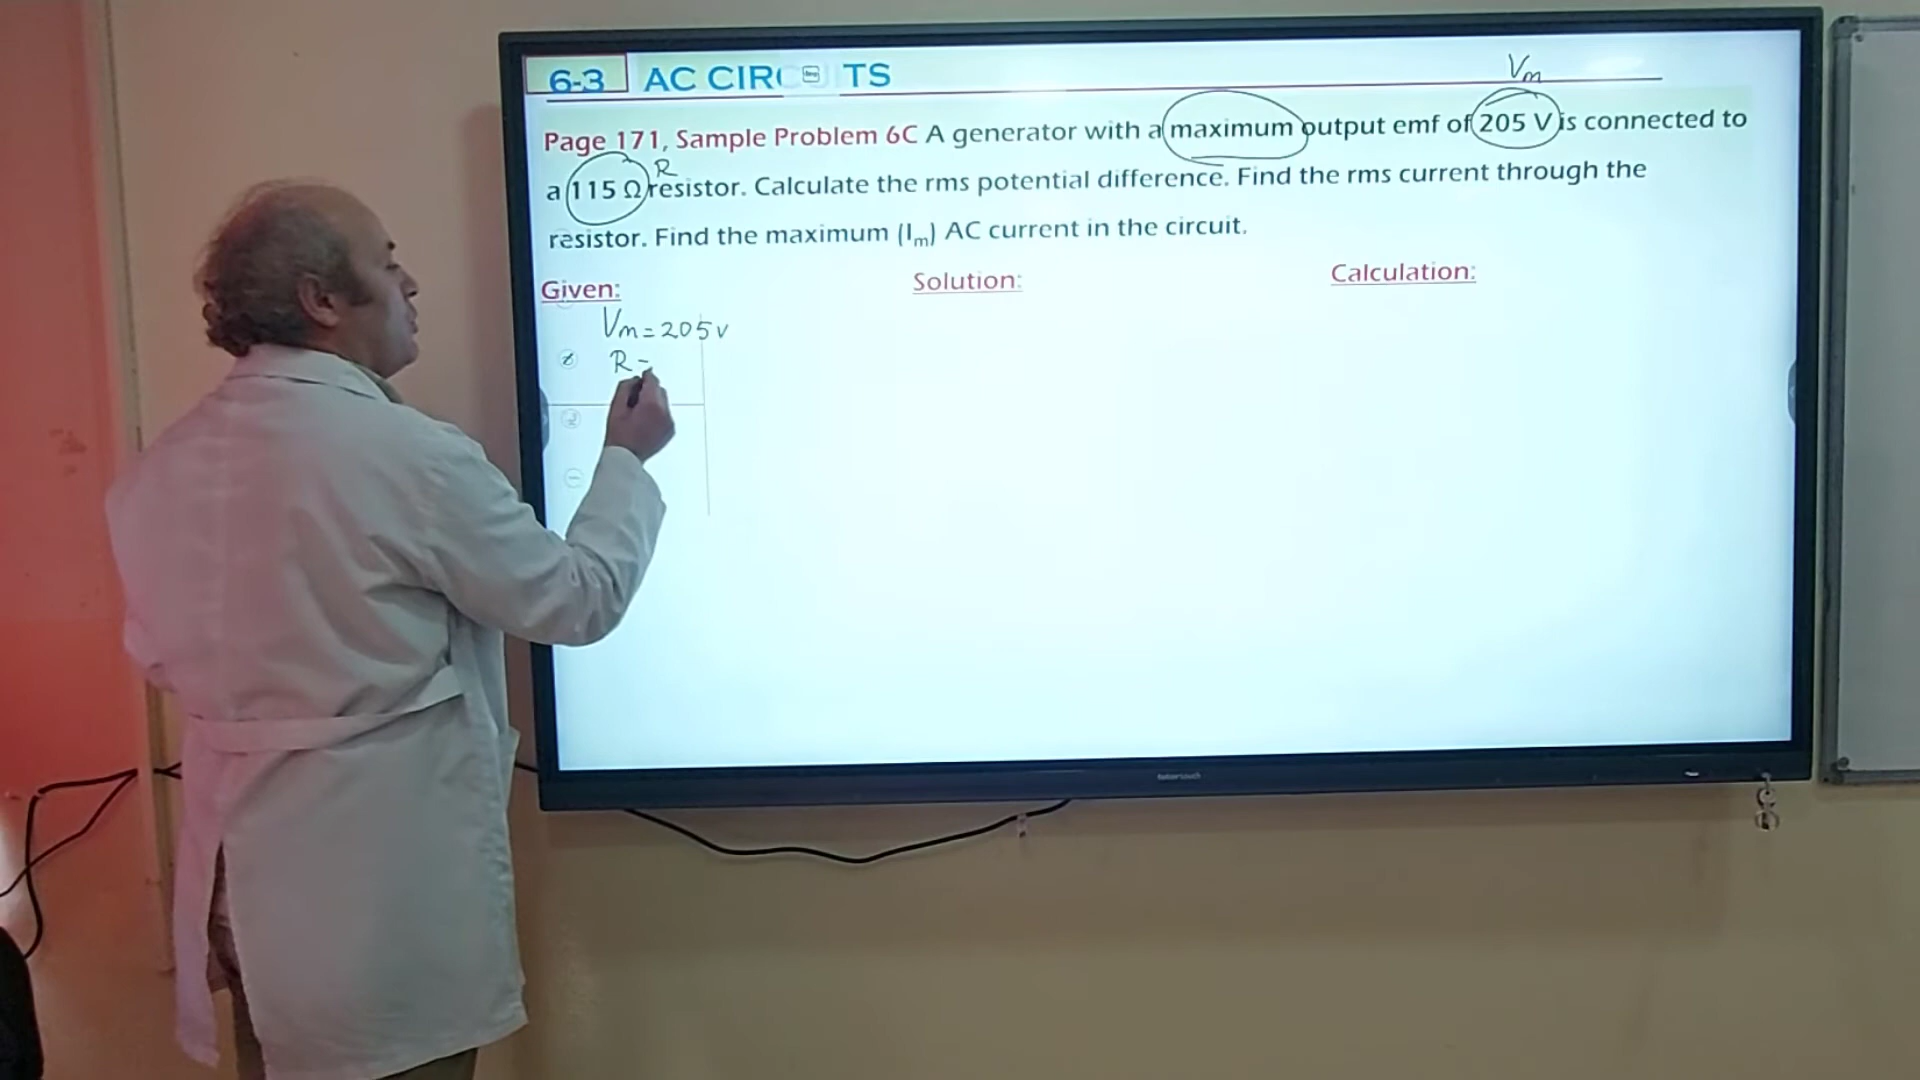 Vm
6-3 AC CIRCUITS
Page 171, Sample Problem 6C A generator with a maximum output emf of 205 V is connected to
R
a 115 Ω resistor. Calculate the rms potential difference. Find the rms current through the
resistor. Find the maximum (Im) AC current in the circuit.
Given: Solution: Calculation:
Vm = 205 v
R =